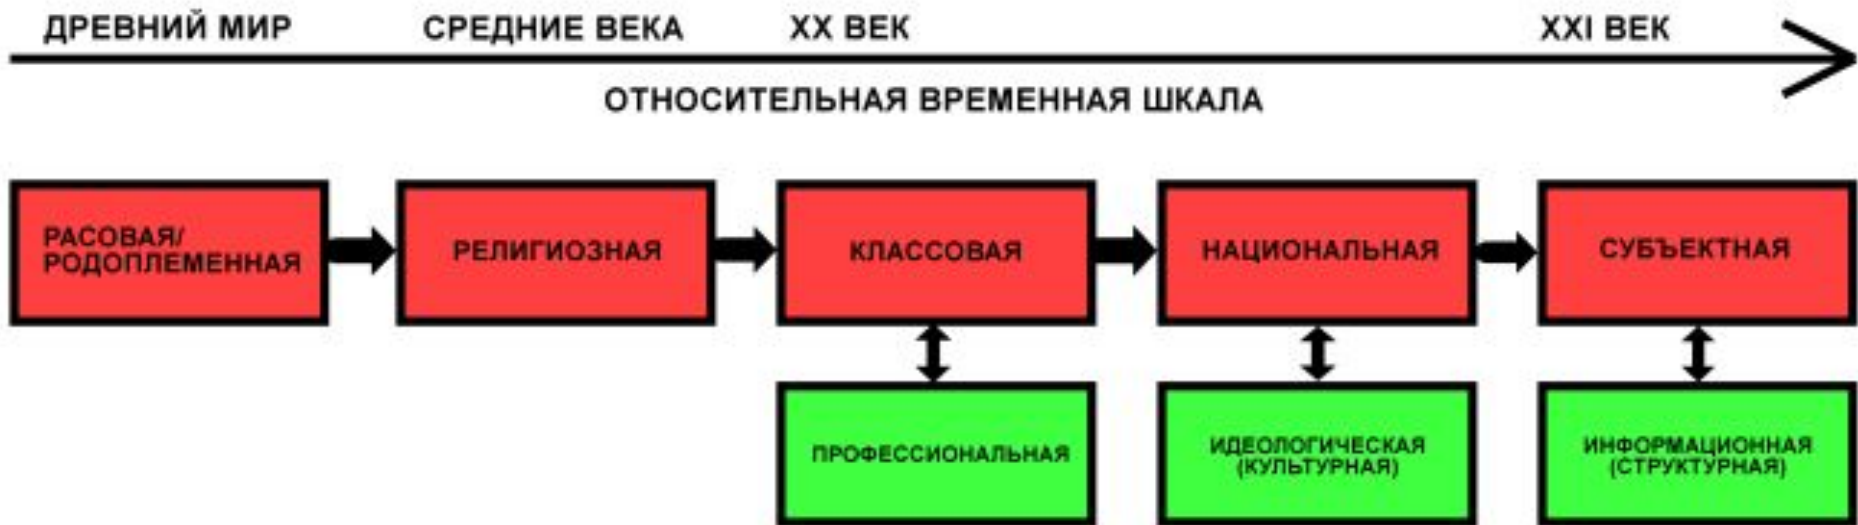 ДРЕВНИЙ МИР
СРЕДНИЕ ВЕКА
XX ВЕК
XXI ВЕК
ОТНОСИТЕЛЬНАЯ ВРЕМЕННАЯ ШКАЛА
РАСОВАЯ/
РОДОПЛЕМЕННАЯ
РЕЛИГИОЗНАЯ
КЛАССОВАЯ
НАЦИОНАЛЬНАЯ
СУБЪЕКТНАЯ
ПРОФЕССИОНАЛЬНАЯ
ИДЕОЛОГИЧЕСКАЯ
(КУЛЬТУРНАЯ)
ИНФОРМАЦИОННАЯ
(СТРУКТУРНАЯ)